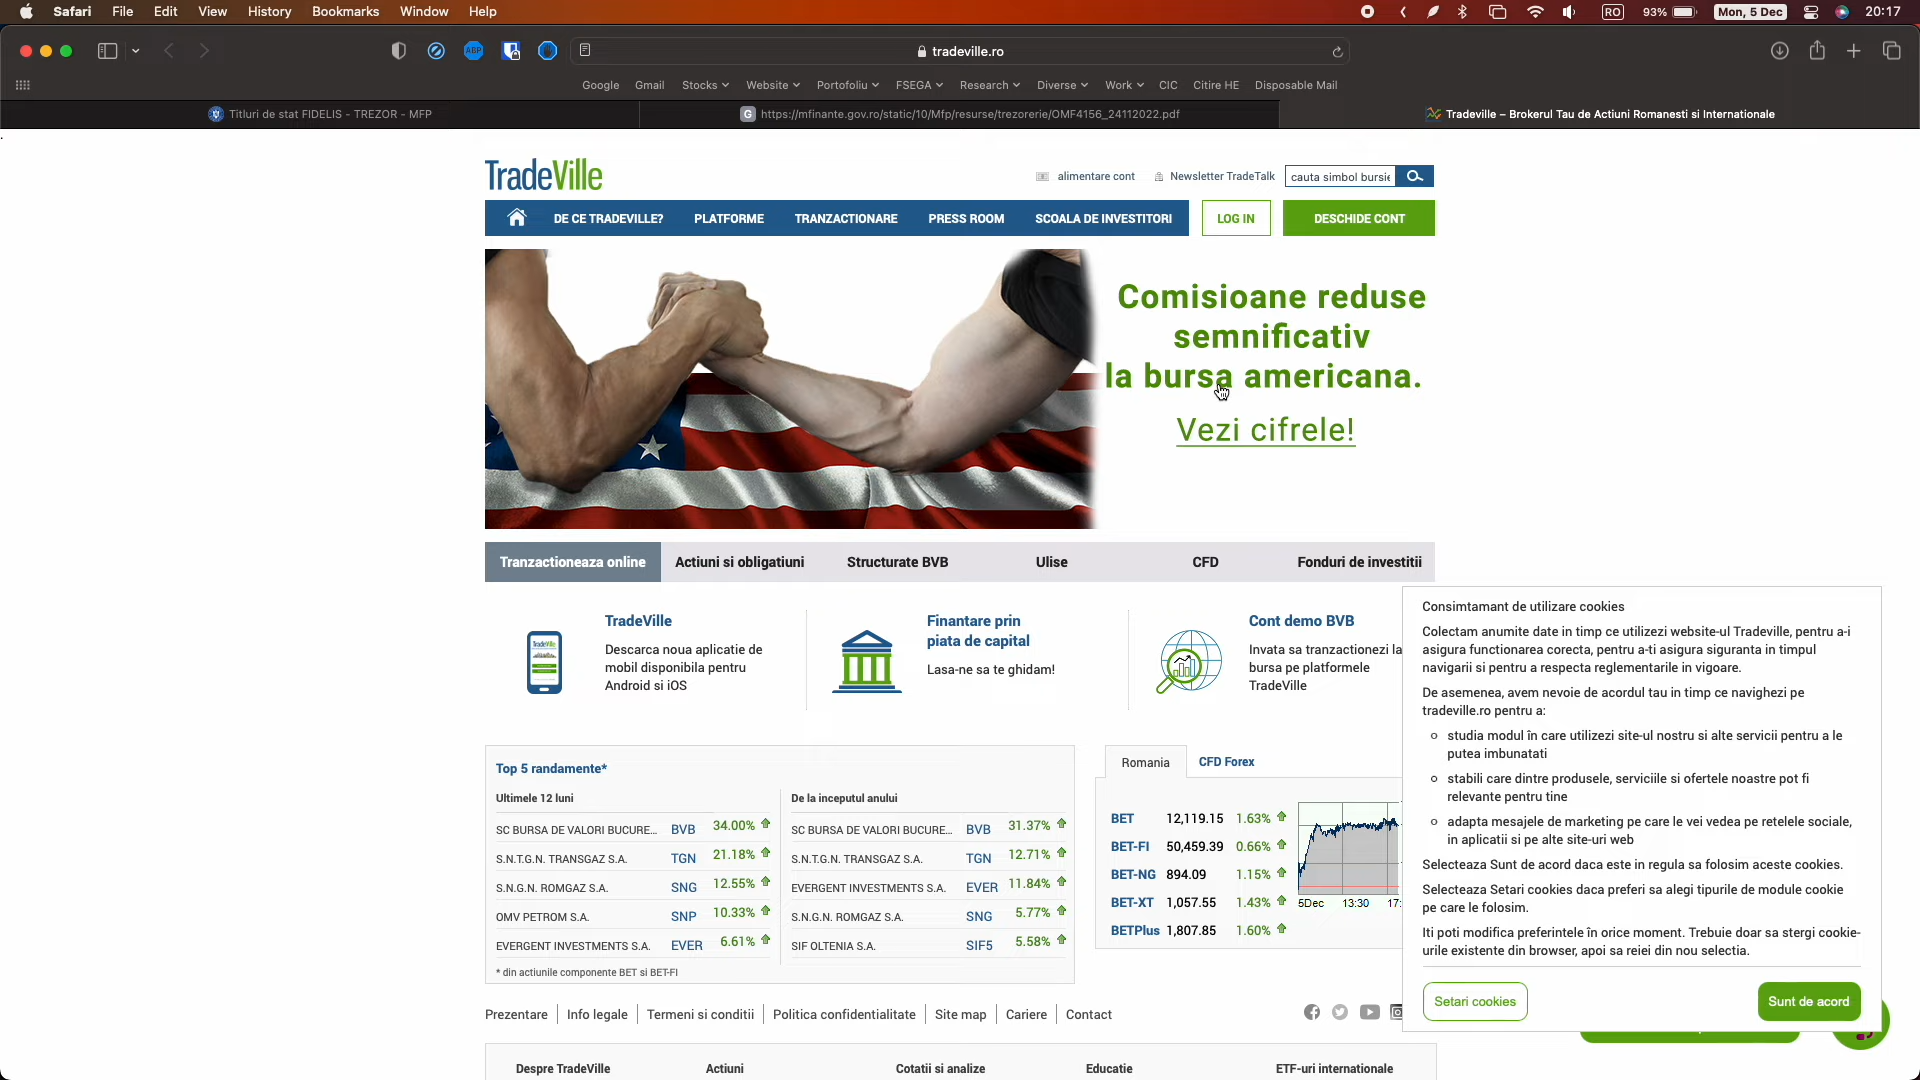 Safari File Edit View History Bookmarks Window Help RO 93% Mon, 5 Dec 20:17
ABP tradeville.ro
Google Gmail Stocks Website Portofoliu FSEGA Research Diverse Work CIC Citire HE Disposable Mail
Titluri de stat FIDELIS - TREZOR - MFP
G https://mfinante.gov.ro/static/10/Mfp/resurse/trezorerie/OMF4156_24112022.pdf
Tradeville – Brokerul Tau de Actiuni Romanesti si Internationale
TradeVille
alimentare cont Newsletter TradeTalk cauta simbol bursie
DE CE TRADEVILLE? PLATFORME TRANZACTIONARE PRESS ROOM SCOALA DE INVESTITORI LOG IN DESCHIDE CONT
Comisioane reduse
semnificativ
la bursa americana.
Vezi cifrele!
Tranzactioneaza online Actiuni si obligatiuni Structurate BVB Ulise CFD Fonduri de investitii
TradeVille
Descarca noua aplicatie de
mobil disponibila pentru
Android si iOS
Finantare prin
piata de capital
Lasa-ne sa te ghidam!
Cont demo BVB
Invata sa tranzactionezi la
bursa pe platformele
TradeVille
Top 5 randamente*
Ultimele 12 luni
SC BURSA DE VALORI BUCURE... BVB 34.00%
S.N.T.G.N. TRANSGAZ S.A. TGN 21.18%
S.N.G.N. ROMGAZ S.A. SNG 12.55%
OMV PETROM S.A. SNP 10.33%
EVERGENT INVESTMENTS S.A. EVER 6.61%
* din actiunile componente BET si BET-FI
De la inceputul anului
SC BURSA DE VALORI BUCURE... BVB 31.37%
S.N.T.G.N. TRANSGAZ S.A. TGN 12.71%
EVERGENT INVESTMENTS S.A. EVER 11.84%
S.N.G.N. ROMGAZ S.A. SNG 5.77%
SIF OLTENIA S.A. SIF5 5.58%
Romania CFD Forex
BET 12,119.15 1.63%
BET-FI 50,459.39 0.66%
BET-NG 894.09 1.15%
BET-XT 1,057.55 1.43%
BETPlus 1,807.85 1.60%
5Dec 13:30 17:
Consimtamant de utilizare cookies
Colectam anumite date in timp ce utilizezi website-ul Tradeville, pentru a-i
asigura functionarea corecta, pentru a-ti asigura siguranta in timpul
navigarii si pentru a respecta reglementarile in vigoare.
De asemenea, avem nevoie de acordul tau in timp ce navighezi pe
tradeville.ro pentru a:
studia modul în care utilizezi site-ul nostru si alte servicii pentru a le
putea imbunatati
stabili care dintre produsele, serviciile si ofertele noastre pot fi
relevante pentru tine
adapta mesajele de marketing pe care le vei vedea pe retelele sociale,
in aplicatii si pe alte site-uri web
Selecteaza Sunt de acord daca este in regula sa folosim aceste cookies.
Selecteaza Setari cookies daca preferi sa alegi tipurile de module cookie
pe care le folosim.
Iti poti modifica preferintele în orice moment. Trebuie doar sa stergi cookie-
urile existente din browser, apoi sa reiei din nou selectia.
Setari cookies Sunt de acord
Prezentare Info legale Termeni si conditii Politica confidentialitate Site map Cariere Contact
Despre TradeVille Actiuni Cotatii si analize Educatie ETF-uri internationale